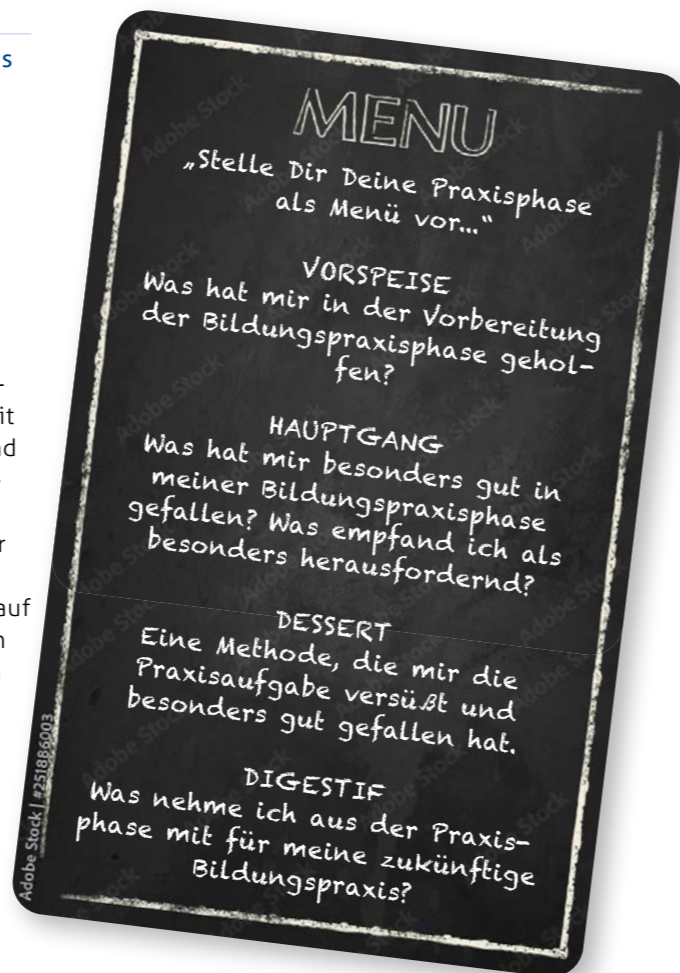 s
-
it
nd
-
r
auf
n
MENU
„Stelle Dir Deine Praxisphase
als Menü vor...“
VORSPEISE
Was hat mir in der Vorbereitung
der Bildungspraxisphase gehol-
fen?
HAUPTGANG
Was hat mir besonders gut in
meiner Bildungspraxisphase
gefallen? Was empfand ich als
besonders herausfordernd?
DESSERT
Eine Methode, die mir die
Praxisaufgabe versüßt und
besonders gut gefallen hat.
DIGESTIF
Was nehme ich aus der Praxis-
phase mit für meine zukünftige
Bildungspraxis?
Adobe Stock | #251886003